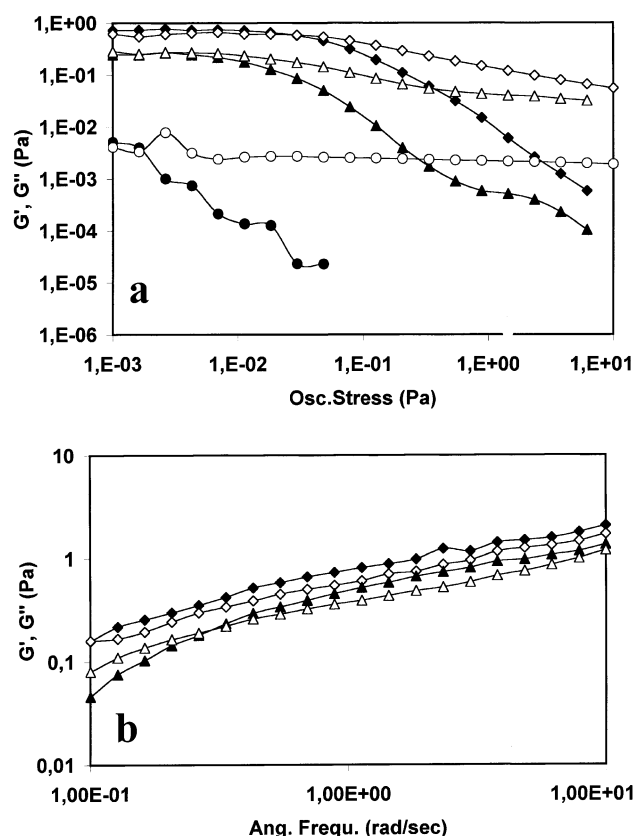 1,E+00
1,E-01
1,E-02
1,E-03
1,E-04
1,E-05
1,E-06
G', G" (Pa)
a
1,E-03 1,E-02 1,E-01 1,E+00 1,E+01
Osc.Stress (Pa)
10
1
0,1
0,01
G', G" (Pa)
b
1,00E-01 1,00E+00 1,00E+01
Ang. Frequ. (rad/sec)